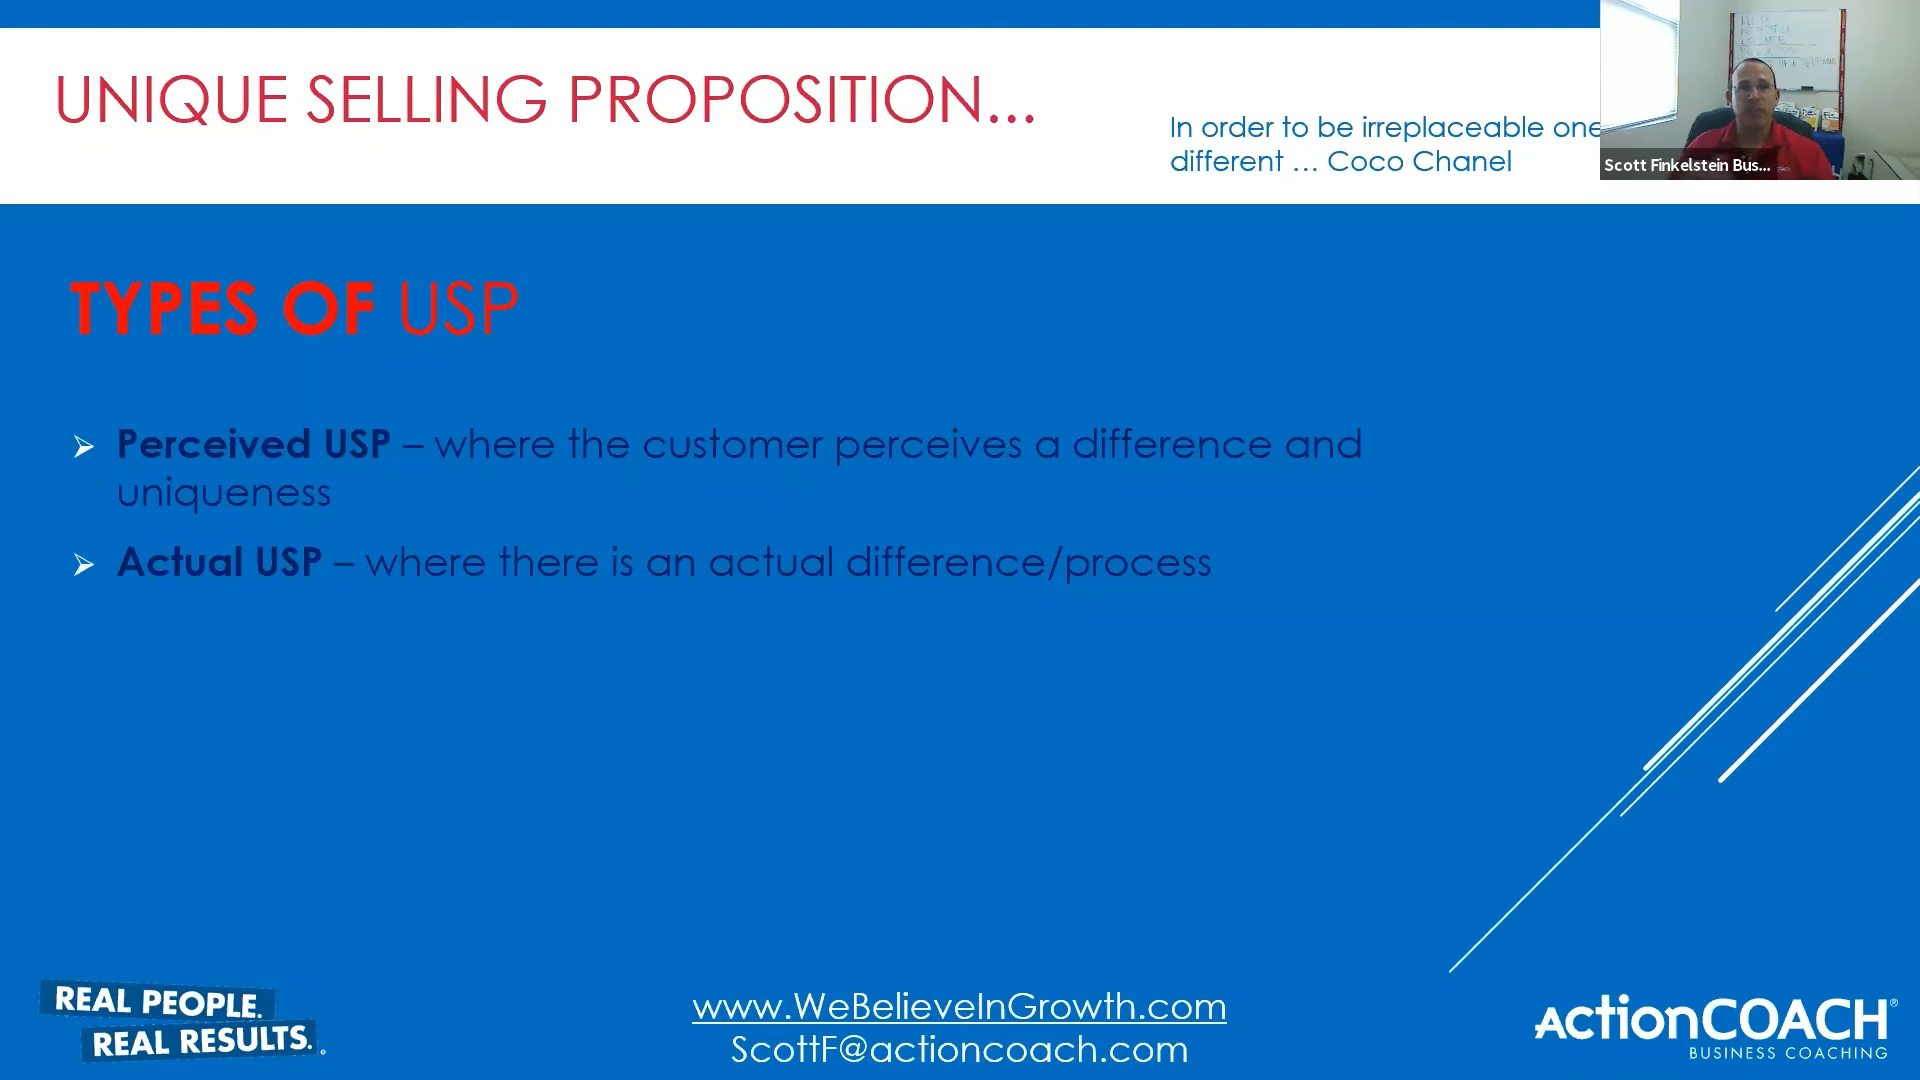 UNIQUE SELLING PROPOSITION...
In order to be irreplaceable one
different … Coco Chanel
Scott Finkelstein Bus...
TYPES OF USP
Perceived USP – where the customer perceives a difference and
uniqueness
Actual USP – where there is an actual difference/process
REAL PEOPLE.
REAL RESULTS.
www.WeBelieveInGrowth.com
ScottF@actioncoach.com
ActionCOACH®
BUSINESS COACHING